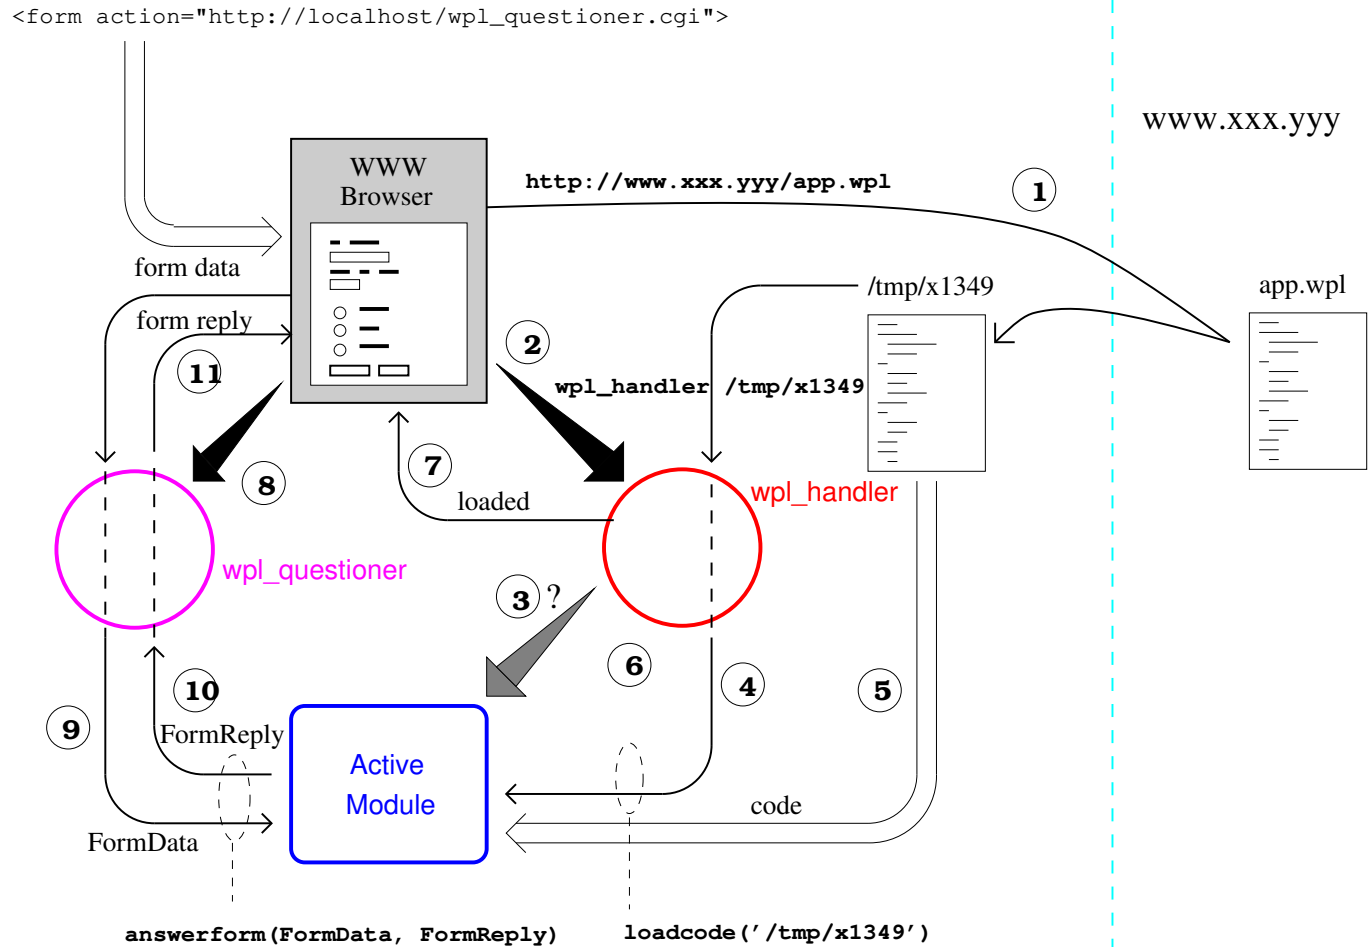 <form action="http://localhost/wpl_questioner.cgi">
www.xxx.yyy
WWW
Browser
http://www.xxx.yyy/app.wpl
1
form data
/tmp/x1349
app.wpl
form reply
11
2
wpl_handler /tmp/x1349
7
8
loaded
wpl_handler
wpl_questioner
3 ?
6
4
5
10
9
FormReply
Active
Module
code
FormData
answerform(FormData, FormReply)
loadcode('/tmp/x1349')